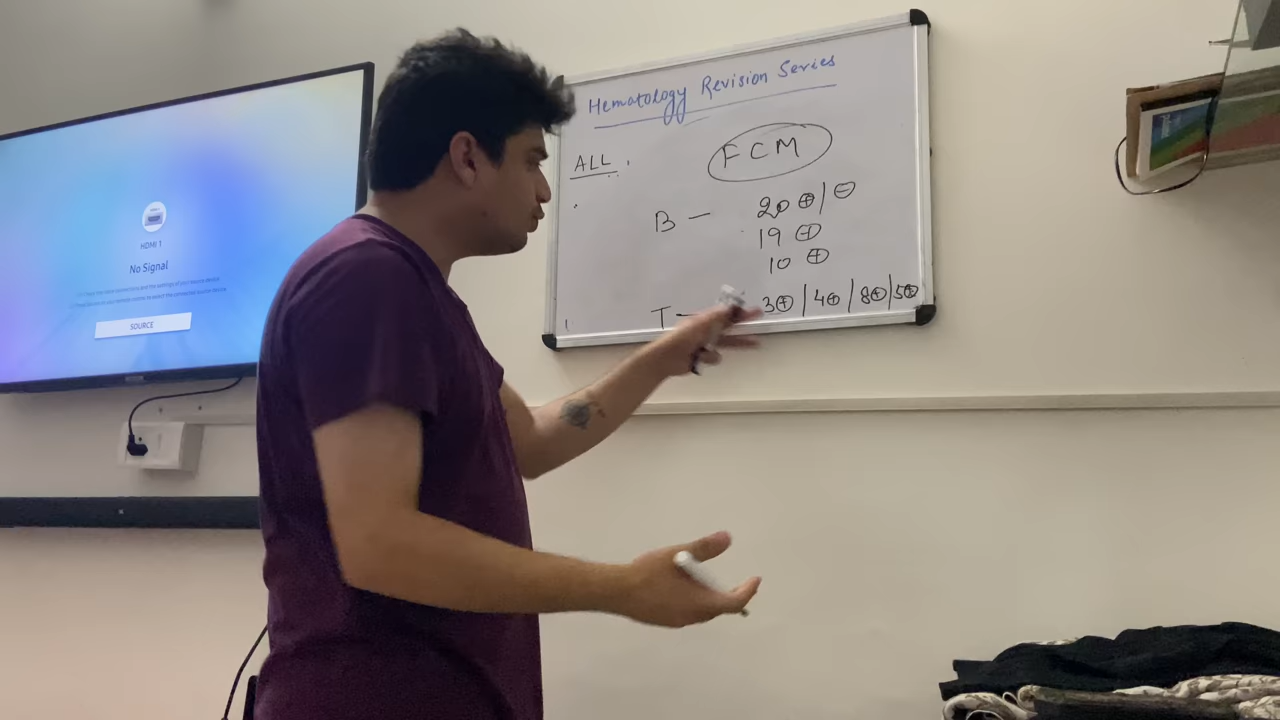 Hematology Revision Series
ALL.
FCM
B — 20 ⊕/⊖
19 ⊕
10 ⊕
T — 3⊕/4⊕/8⊕/5⊕
HDMI 1
No Signal
SOURCE